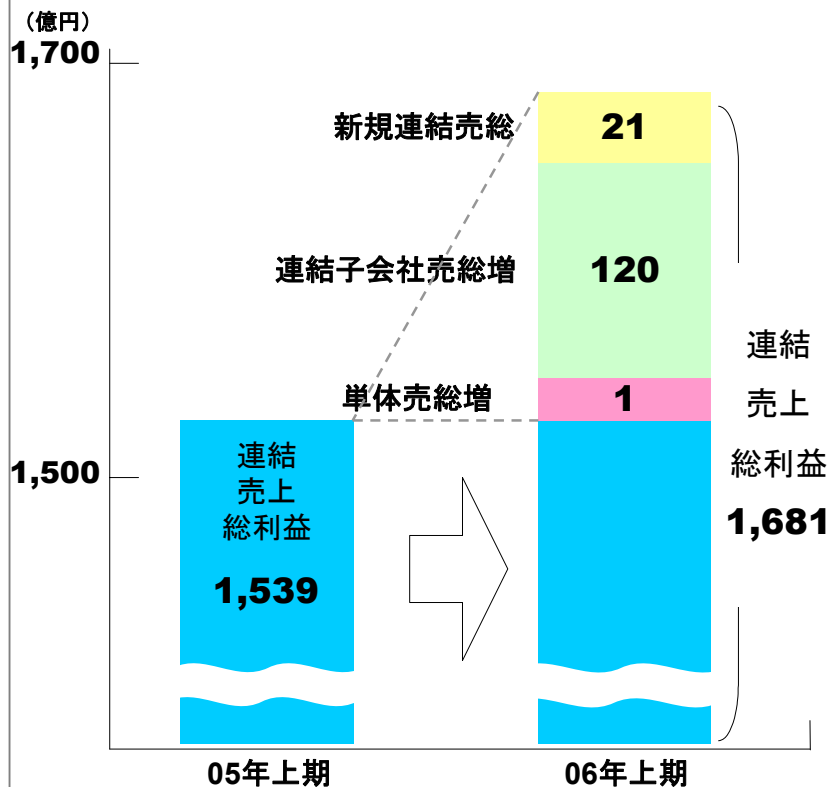 （億円）
1,700
新規連結売総
21
連結子会社売総増
120
単体売総増
1
1,500
連結
売上
総利益
1,539
連結
売上
総利益
1,681
05年上期
06年上期